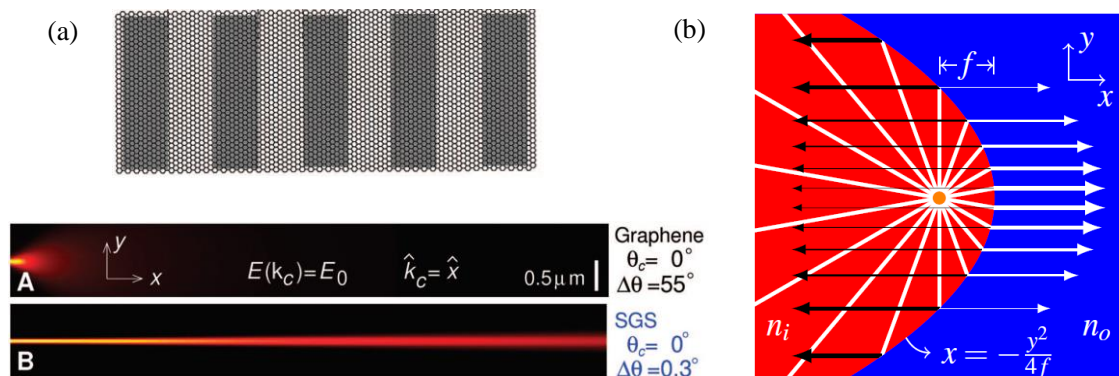 (a)
(b)
y
x
f
A
y
x
E(k_c)=E_0
k̂_c=x̂
0.5μm
Graphene
θ_c= 0°
Δθ=55°
B
SGS
θ_c= 0°
Δθ=0.3°
n_i
x = -y²/4f
n_o